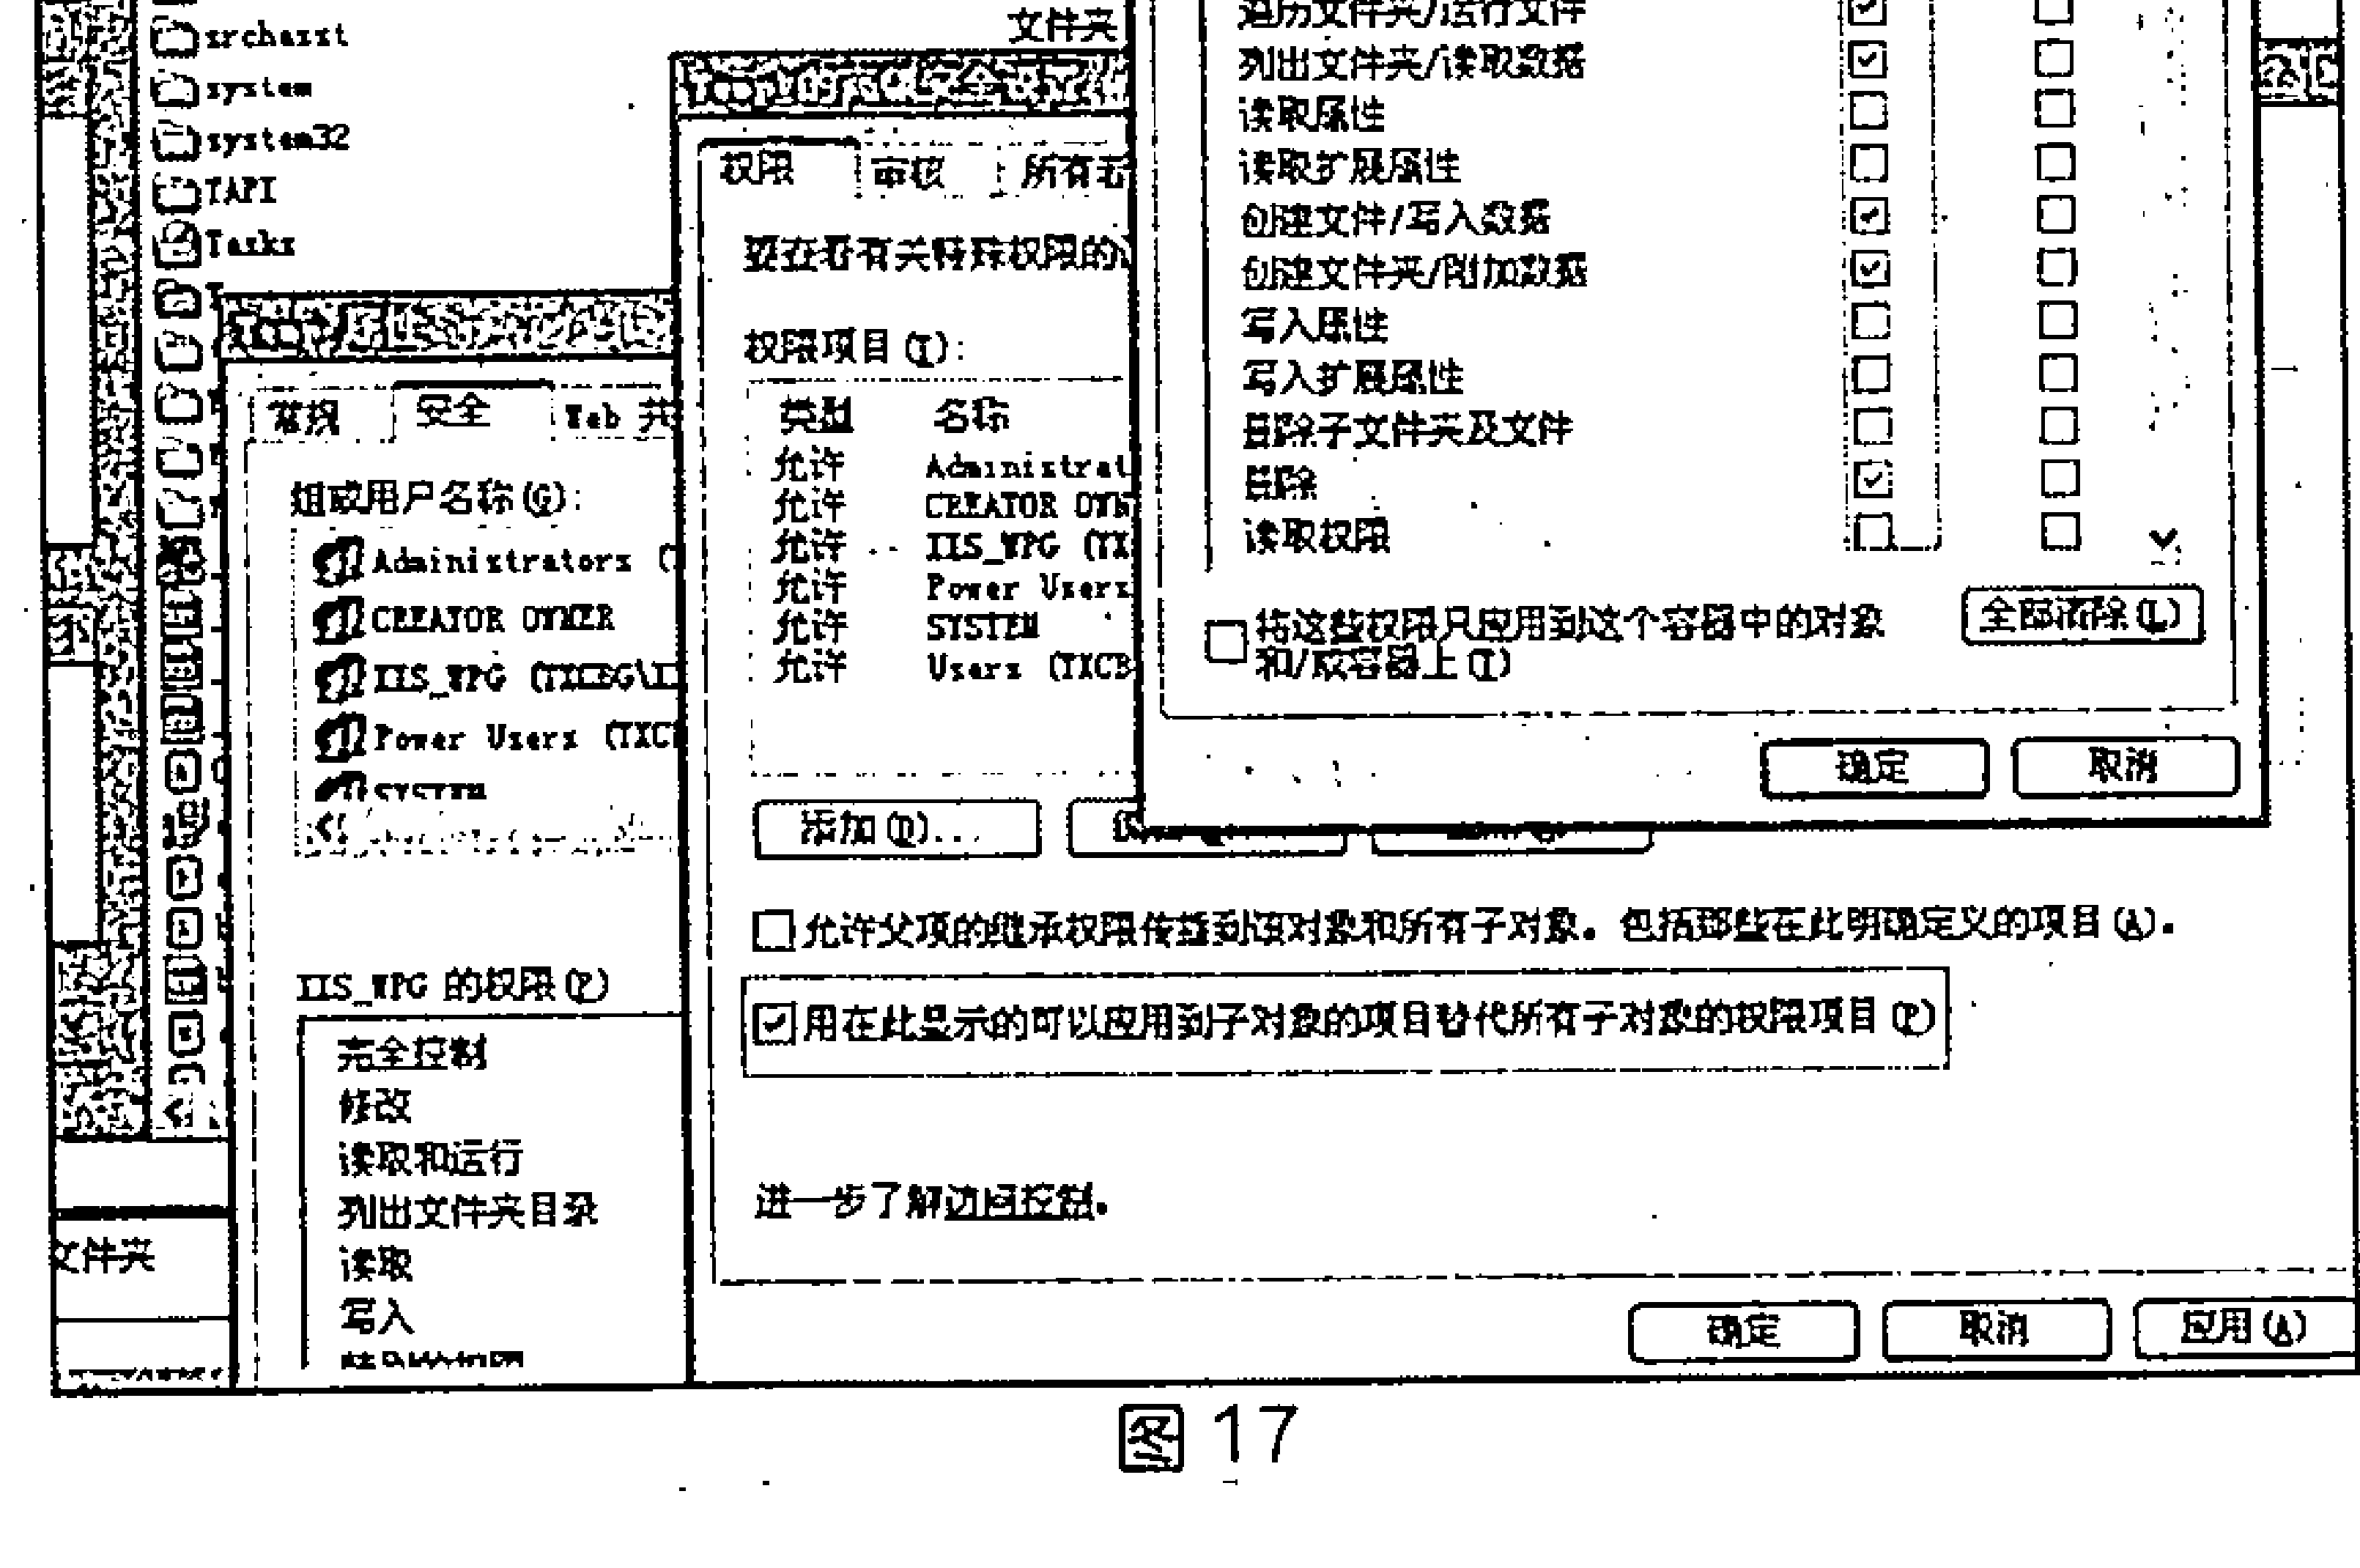 srchasst
system
system32
TAPI
Tasks
文件夹
常规
安全
Web 共
组或用户名称(G):
Administrators (
CREATOR OWNER
IIS_WPG (TXCBG\I
Power Users (TXC
SYSTEM
IIS_WPG 的权限(P)
完全控制
修改
读取和运行
列出文件夹目录
读取
写入
文件夹
权限
审核
所有
要查看有关特殊权限的
权限项目(T):
类型 名称
允许 Administrat
允许 CREATOR OWN
允许 IIS_WPG (TX
允许 Power Users
允许 SYSTEM
允许 Users (TXCB
添加(D)...
允许父项的继承权限传播到该对象和所有子对象。包括那些在此明确定义的项目(A)。
用在此显示的可以应用到子对象的项目替代所有子对象的权限项目(P)
进一步了解访问控制。
确定
取消
应用(A)
遍历文件夹/运行文件
列出文件夹/读取数据
读取属性
读取扩展属性
创建文件/写入数据
创建文件夹/附加数据
写入属性
写入扩展属性
删除子文件夹及文件
删除
读取权限
将这些权限只应用到这个容器中的对象
和/或容器上(T)
全部清除(L)
确定
取消
图 17